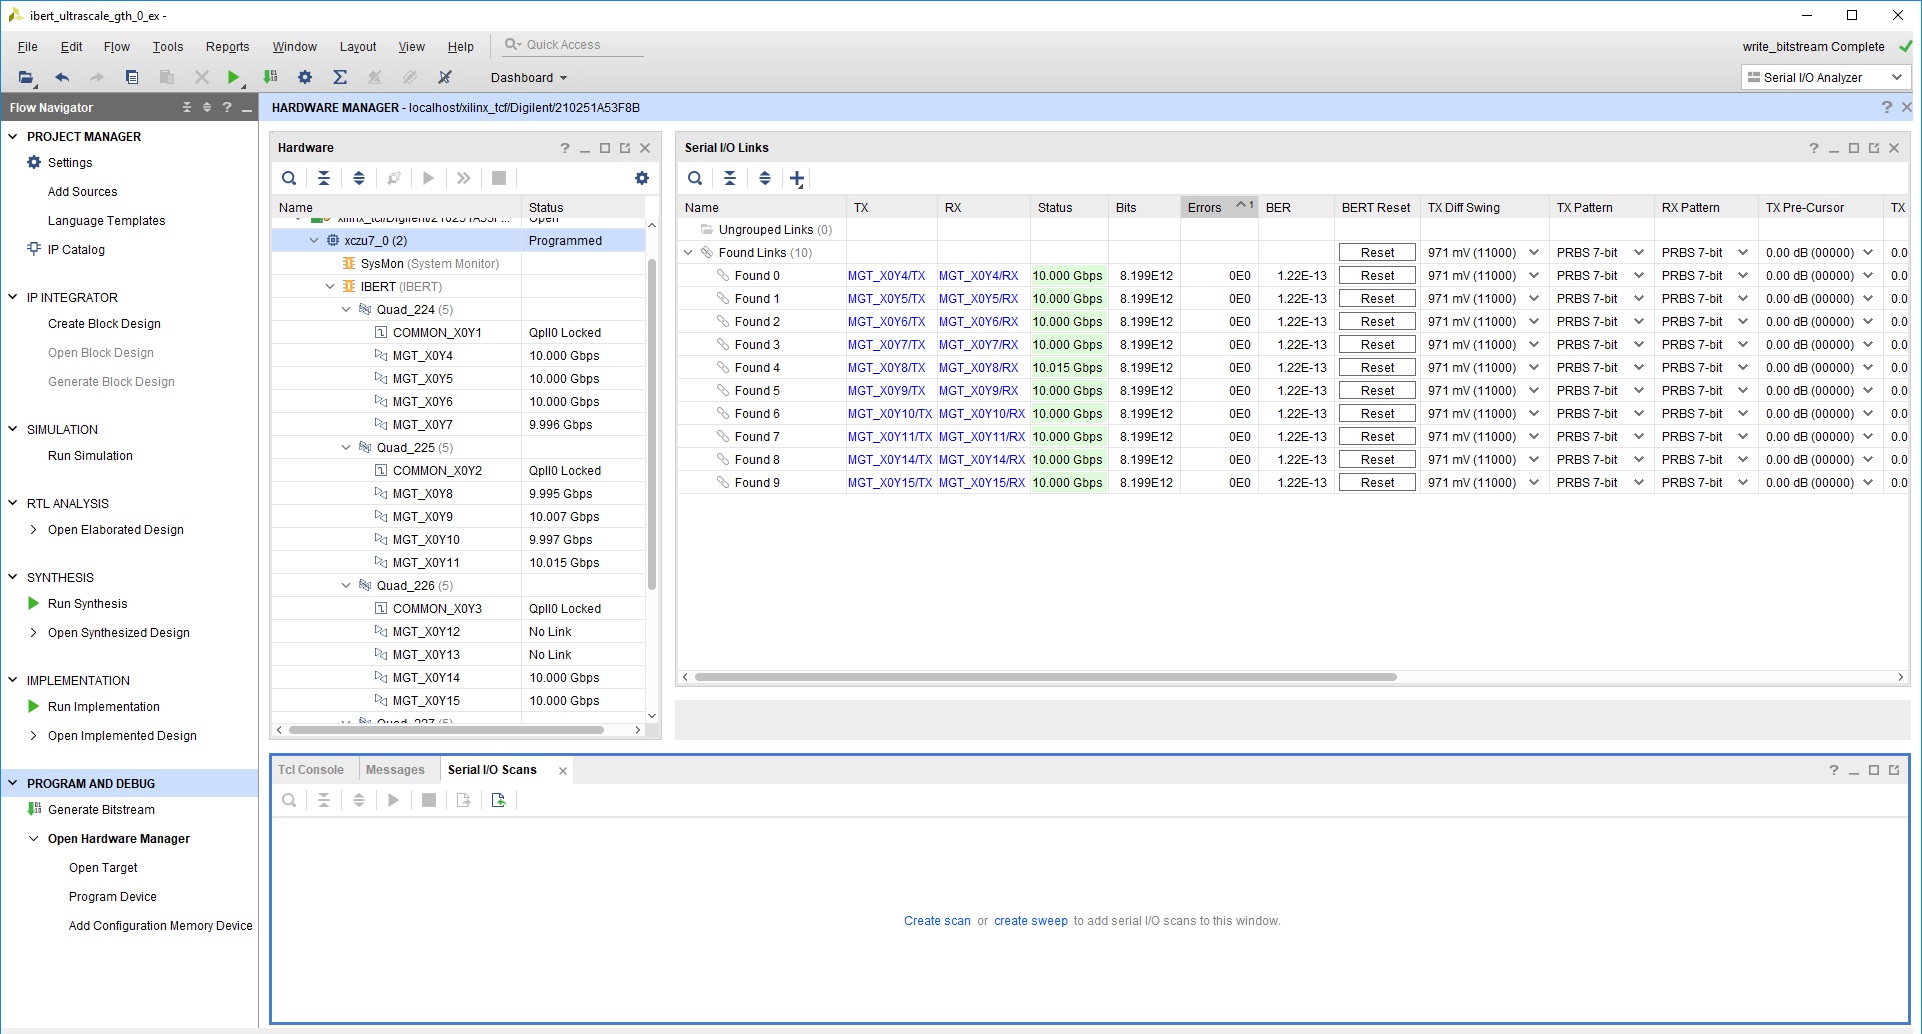 ibert_ultrascale_gth_0_ex -
File Edit Flow Tools Reports Window Layout View Help Quick Access write_bitstream Complete
Dashboard Serial I/O Analyzer
Flow Navigator
PROJECT MANAGER
Settings
Add Sources
Language Templates
IP Catalog
IP INTEGRATOR
Create Block Design
Open Block Design
Generate Block Design
SIMULATION
Run Simulation
RTL ANALYSIS
Open Elaborated Design
SYNTHESIS
Run Synthesis
Open Synthesized Design
IMPLEMENTATION
Run Implementation
Open Implemented Design
PROGRAM AND DEBUG
Generate Bitstream
Open Hardware Manager
Open Target
Program Device
Add Configuration Memory Device
HARDWARE MANAGER - localhost/xilinx_tcf/Digilent/210251A53F8B
Hardware
Name Status
xilinx_tcf/Digilent/210251A53F... Open
xczu7_0 (2) Programmed
SysMon (System Monitor)
IBERT (IBERT)
Quad_224 (5)
COMMON_X0Y1 Qpll0 Locked
MGT_X0Y4 10.000 Gbps
MGT_X0Y5 10.000 Gbps
MGT_X0Y6 10.000 Gbps
MGT_X0Y7 9.996 Gbps
Quad_225 (5)
COMMON_X0Y2 Qpll0 Locked
MGT_X0Y8 9.995 Gbps
MGT_X0Y9 10.007 Gbps
MGT_X0Y10 9.997 Gbps
MGT_X0Y11 10.015 Gbps
Quad_226 (5)
COMMON_X0Y3 Qpll0 Locked
MGT_X0Y12 No Link
MGT_X0Y13 No Link
MGT_X0Y14 10.000 Gbps
MGT_X0Y15 10.000 Gbps
Quad_227 (5)
Serial I/O Links
Name TX RX Status Bits Errors 1 BER BERT Reset TX Diff Swing TX Pattern RX Pattern TX Pre-Cursor TX
Ungrouped Links (0)
Found Links (10) Reset 971 mV (11000) PRBS 7-bit PRBS 7-bit 0.00 dB (00000) 0.0
Found 0 MGT_X0Y4/TX MGT_X0Y4/RX 10.000 Gbps 8.199E12 0E0 1.22E-13 Reset 971 mV (11000) PRBS 7-bit PRBS 7-bit 0.00 dB (00000) 0.0
Found 1 MGT_X0Y5/TX MGT_X0Y5/RX 10.000 Gbps 8.199E12 0E0 1.22E-13 Reset 971 mV (11000) PRBS 7-bit PRBS 7-bit 0.00 dB (00000) 0.0
Found 2 MGT_X0Y6/TX MGT_X0Y6/RX 10.000 Gbps 8.199E12 0E0 1.22E-13 Reset 971 mV (11000) PRBS 7-bit PRBS 7-bit 0.00 dB (00000) 0.0
Found 3 MGT_X0Y7/TX MGT_X0Y7/RX 10.000 Gbps 8.199E12 0E0 1.22E-13 Reset 971 mV (11000) PRBS 7-bit PRBS 7-bit 0.00 dB (00000) 0.0
Found 4 MGT_X0Y8/TX MGT_X0Y8/RX 10.015 Gbps 8.199E12 0E0 1.22E-13 Reset 971 mV (11000) PRBS 7-bit PRBS 7-bit 0.00 dB (00000) 0.0
Found 5 MGT_X0Y9/TX MGT_X0Y9/RX 10.000 Gbps 8.199E12 0E0 1.22E-13 Reset 971 mV (11000) PRBS 7-bit PRBS 7-bit 0.00 dB (00000) 0.0
Found 6 MGT_X0Y10/TX MGT_X0Y10/RX 10.000 Gbps 8.199E12 0E0 1.22E-13 Reset 971 mV (11000) PRBS 7-bit PRBS 7-bit 0.00 dB (00000) 0.0
Found 7 MGT_X0Y11/TX MGT_X0Y11/RX 10.000 Gbps 8.199E12 0E0 1.22E-13 Reset 971 mV (11000) PRBS 7-bit PRBS 7-bit 0.00 dB (00000) 0.0
Found 8 MGT_X0Y14/TX MGT_X0Y14/RX 10.000 Gbps 8.199E12 0E0 1.22E-13 Reset 971 mV (11000) PRBS 7-bit PRBS 7-bit 0.00 dB (00000) 0.0
Found 9 MGT_X0Y15/TX MGT_X0Y15/RX 10.000 Gbps 8.199E12 0E0 1.22E-13 Reset 971 mV (11000) PRBS 7-bit PRBS 7-bit 0.00 dB (00000) 0.0
Tcl Console Messages Serial I/O Scans
Create scan or create sweep to add serial I/O scans to this window.